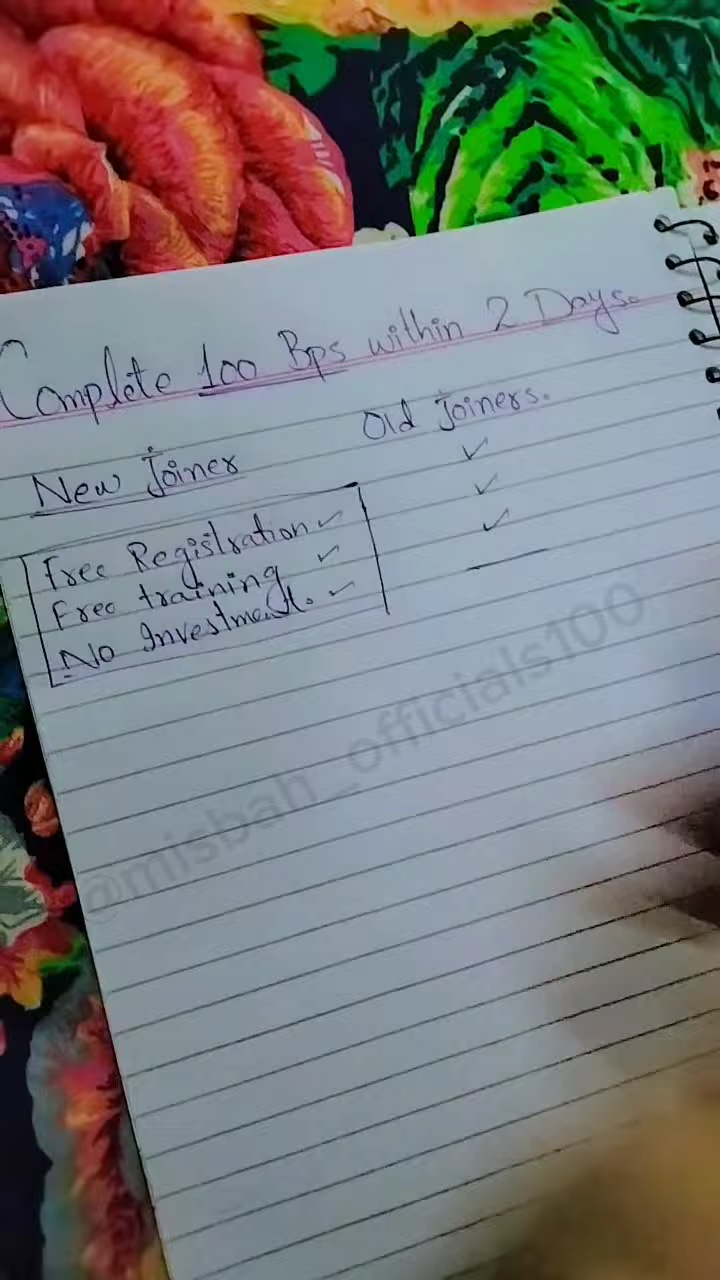 Complete 100 Bps within 2 Days.
New Joiner
Old Joiners.
Free Registration ✓
✓
Free training ✓
✓
No Investment. ✓
✓
@misbah_officials100